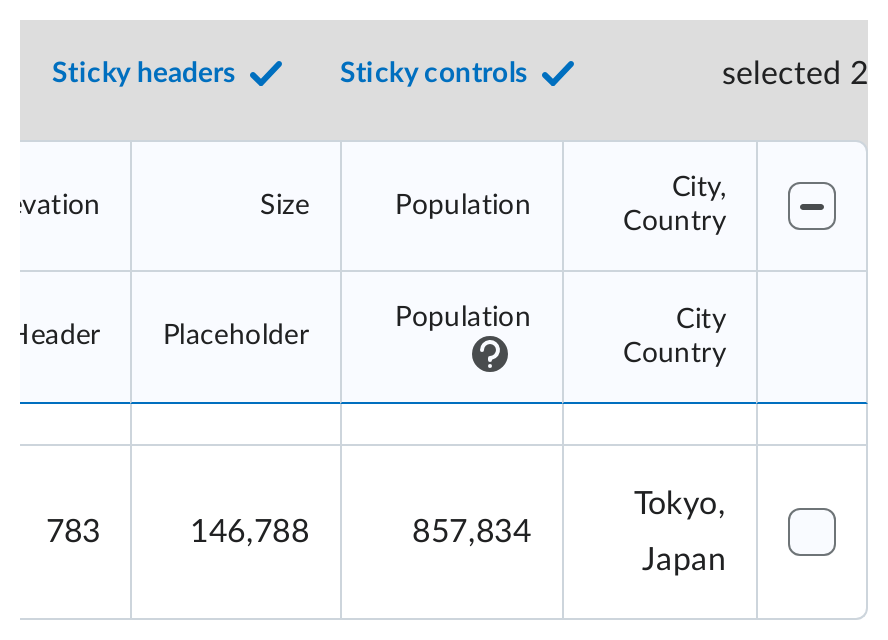 Sticky headers Sticky controls selected 2
Size Population City,
Country
Header Placeholder Population City
Country
783 146,788 857,834 Tokyo,
Japan